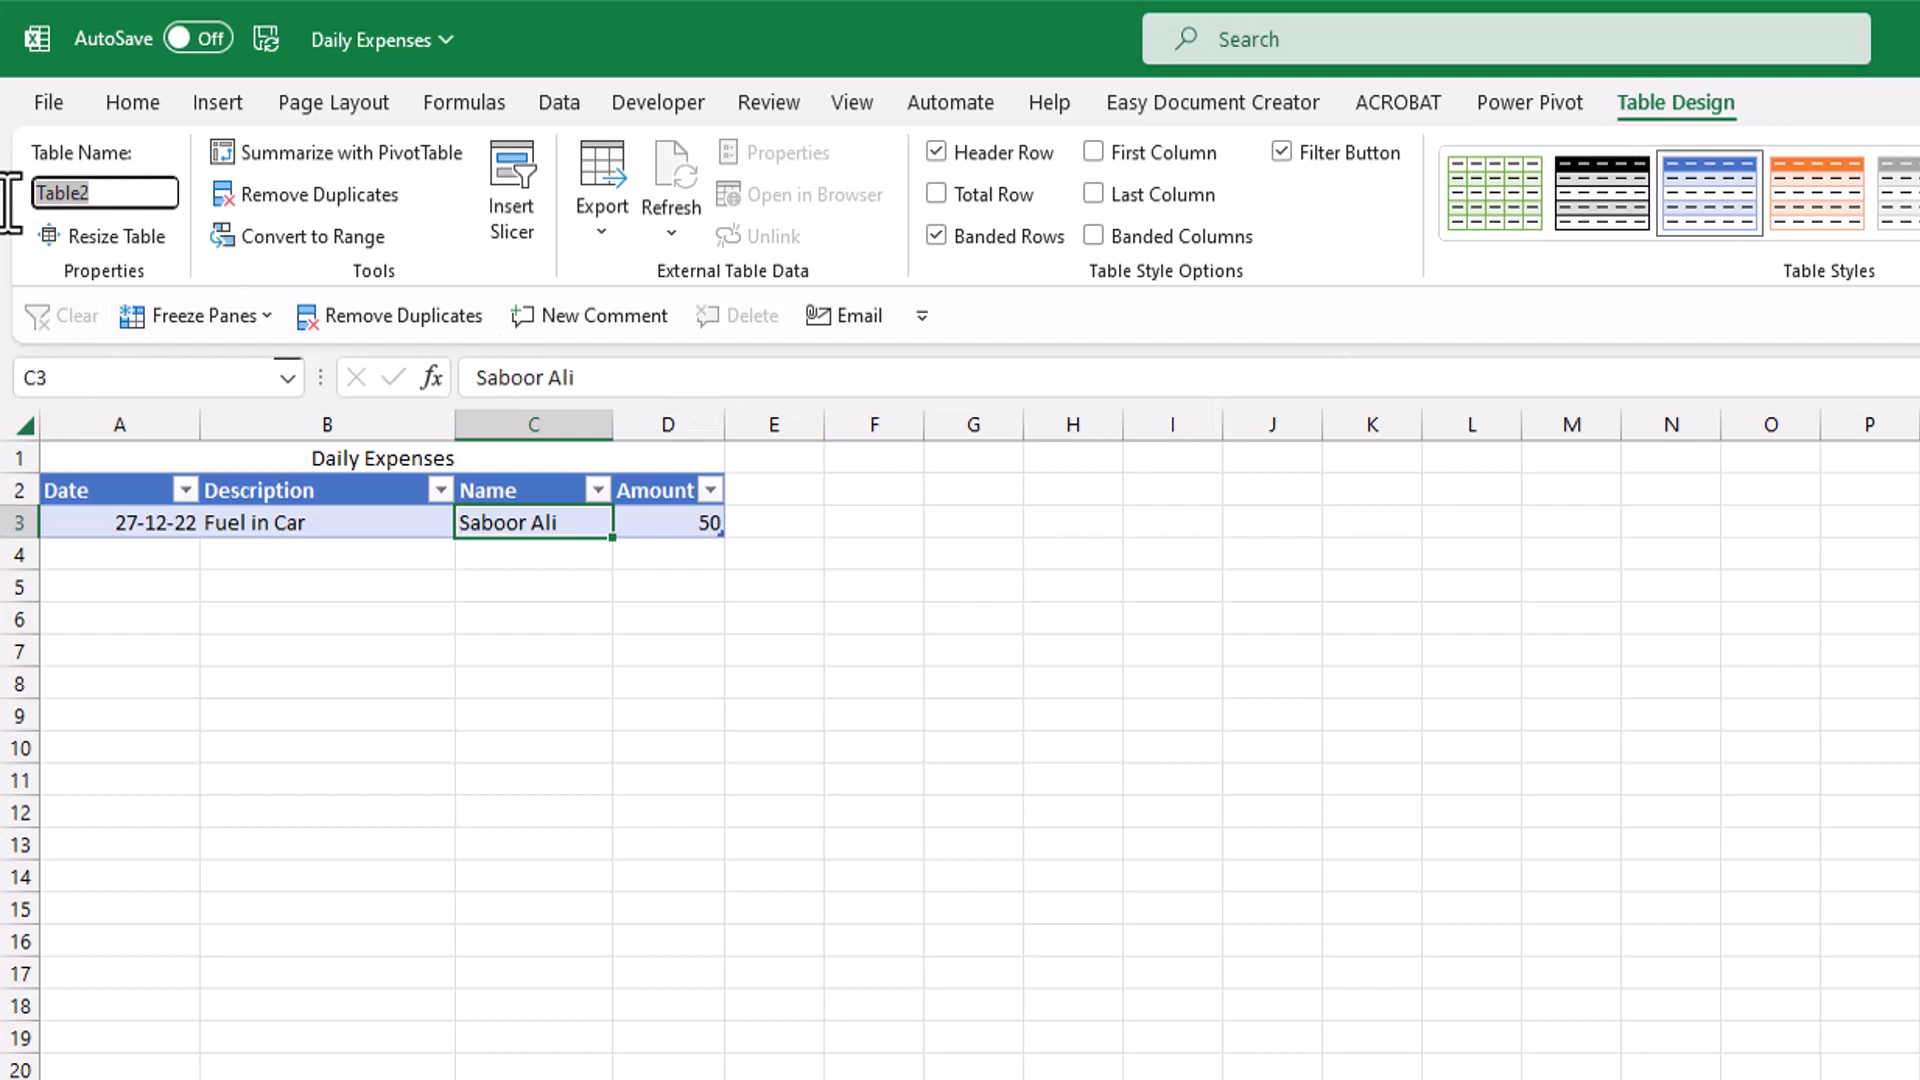 AutoSave Off Daily Expenses Search
File Home Insert Page Layout Formulas Data Developer Review View Automate Help Easy Document Creator ACROBAT Power Pivot Table Design
Table Name:
Table2
Resize Table
Properties
Summarize with PivotTable
Remove Duplicates
Convert to Range
Insert
Slicer
Tools
Export
Refresh
Properties
Open in Browser
Unlink
External Table Data
Header Row First Column Filter Button
Total Row Last Column
Banded Rows Banded Columns
Table Style Options
Table Styles
Clear Freeze Panes Remove Duplicates New Comment Delete Email
C3 fx Saboor Ali
A B C D E F G H I J K L M N O P
1 Daily Expenses
2 Date Description Name Amount
3 27-12-22 Fuel in Car Saboor Ali 50
4
5
6
7
8
9
10
11
12
13
14
15
16
17
18
19
20